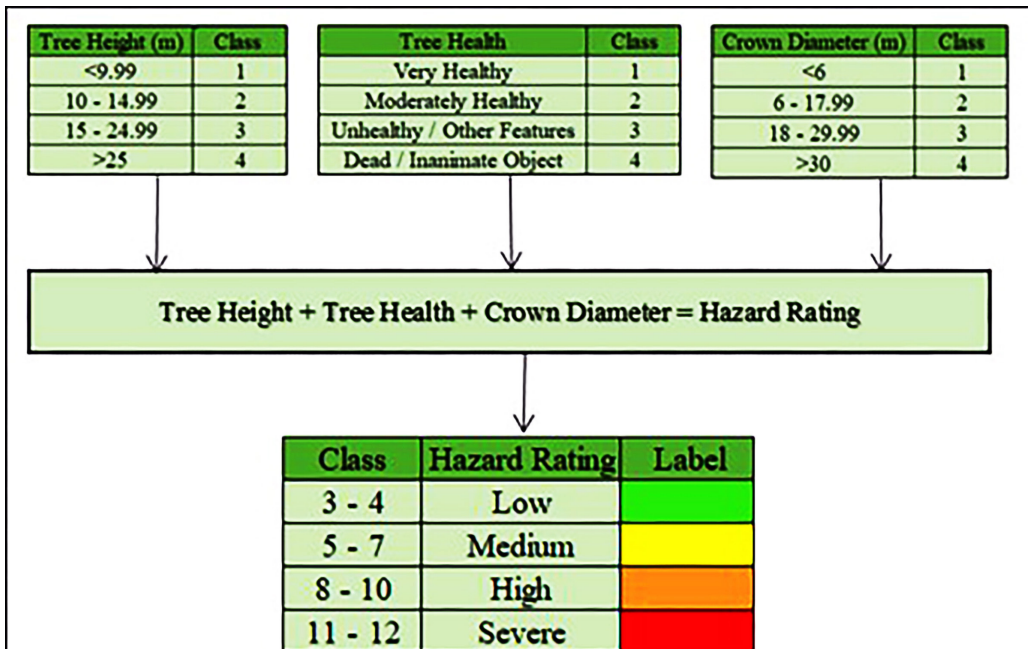 Tree Height (m) Class
<9.99 1
10 - 14.99 2
15 - 24.99 3
>25 4
Tree Health Class
Very Healthy 1
Moderately Healthy 2
Unhealthy / Other Features 3
Dead / Inanimate Object 4
Crown Diameter (m) Class
<6 1
6 - 17.99 2
18 - 29.99 3
>30 4
Tree Height + Tree Health + Crown Diameter = Hazard Rating
Class Hazard Rating Label
3 - 4 Low
5 - 7 Medium
8 - 10 High
11 - 12 Severe